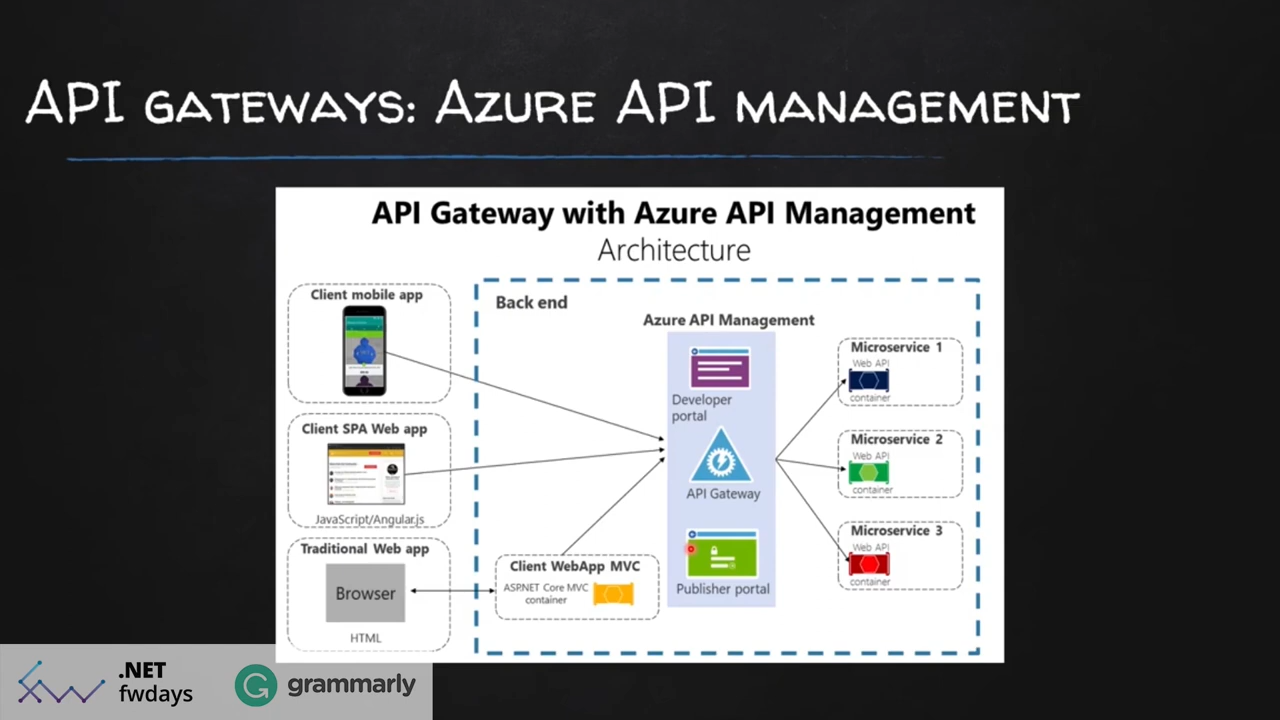 API GATEWAYS: AZURE API MANAGEMENT
API Gateway with Azure API Management
Architecture
Client mobile app
Client SPA Web app
JavaScript/Angular.js
Traditional Web app
Browser
HTML
Back end
Client WebApp MVC
ASP.NET Core MVC
container
Azure API Management
Developer
portal
API Gateway
Publisher portal
Microservice 1
Web API
container
Microservice 2
Web API
container
Microservice 3
Web API
container
.NET
fwdays
grammarly